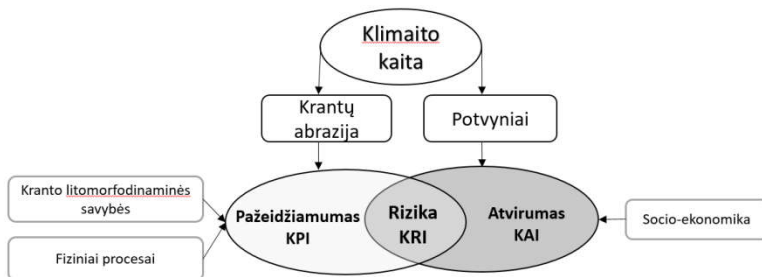 Klimaito
kaita
Krantų
abrazija
Potvyniai
Kranto litomorfodinaminės
savybės
Fiziniai procesai
Pažeidžiamumas
KPI
Rizika
KRI
Atvirumas
KAI
Socio-ekonomika